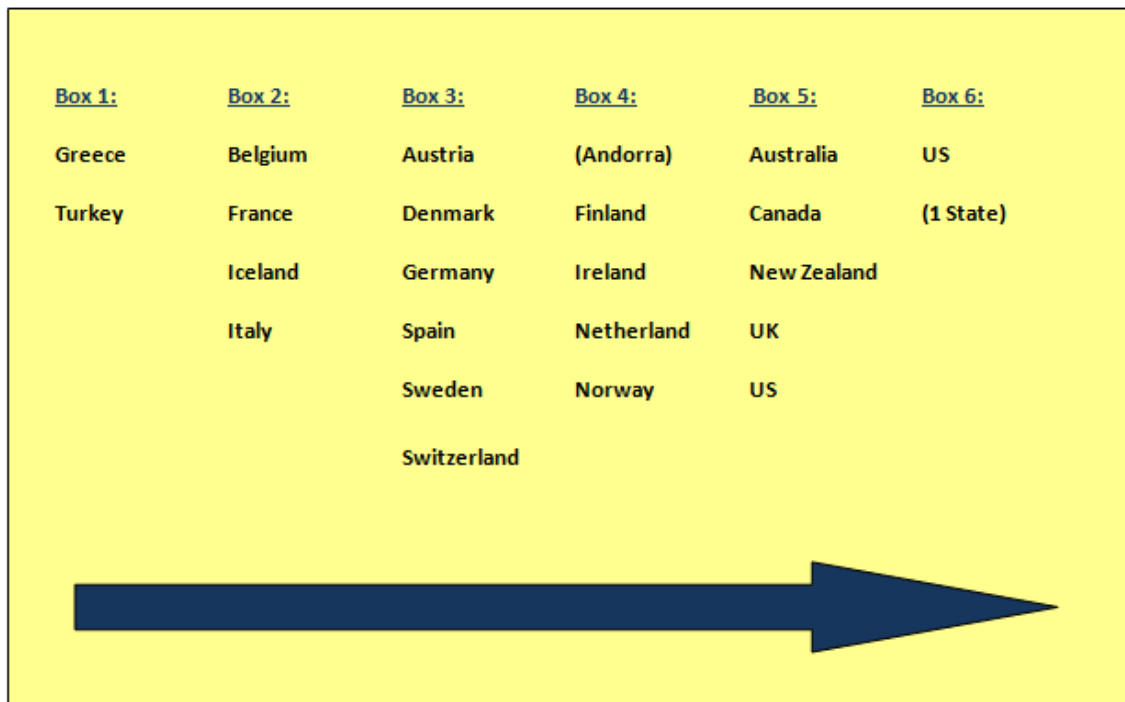 Box 1: Box 2: Box 3: Box 4: Box 5: Box 6:
Greece Belgium Austria (Andorra) Australia US
Turkey France Denmark Finland Canada (1 State)
Iceland Germany Ireland New Zealand
Italy Spain Netherland UK
Sweden Norway US
Switzerland